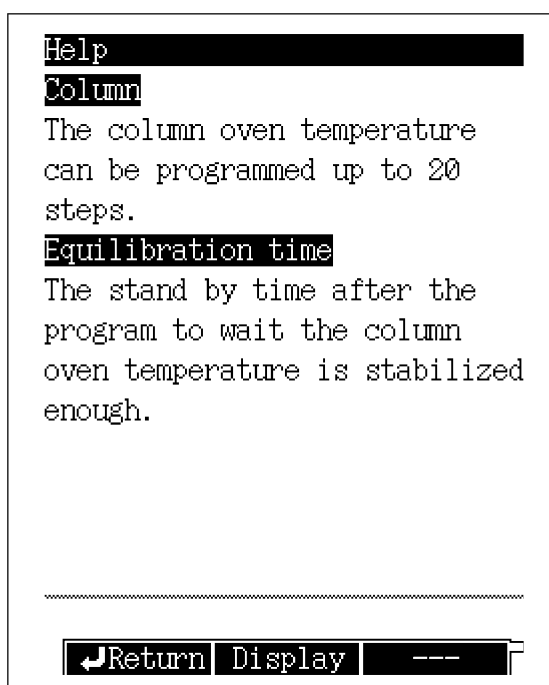 Help
Column
The column oven temperature
can be programmed up to 20
steps.
Equilibration time
The stand by time after the
program to wait the column
oven temperature is stabilized
enough.
↵Return Display ---